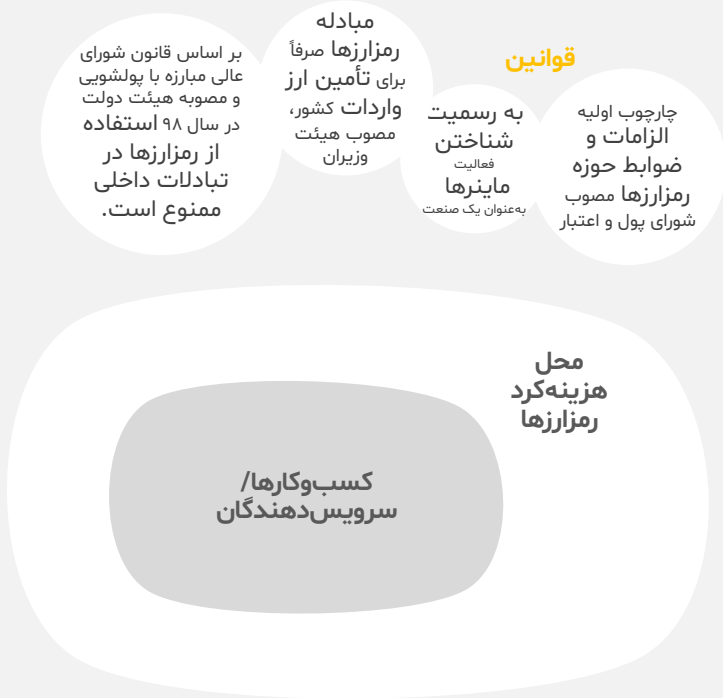 قوانین
چارچوب اولیه
الزامات و
ضوابط حوزه
رمزارزها مصوب
شورای پول و اعتبار
به رسمیت
شناختن
فعالیت
ماینرها
به‌عنوان یک صنعت
مبادله
رمزارزها صرفاً
برای تأمین ارز
واردات کشور،
مصوب هیئت
وزیران
بر اساس قانون شورای
عالی مبارزه با پولشویی
و مصوبه هیئت دولت
در سال ۹۸ استفاده
از رمزارزها در
تبادلات داخلی
ممنوع است.
محل
هزینه‌کرد
رمزارزها
کسب‌وکارها/
سرویس‌دهندگان